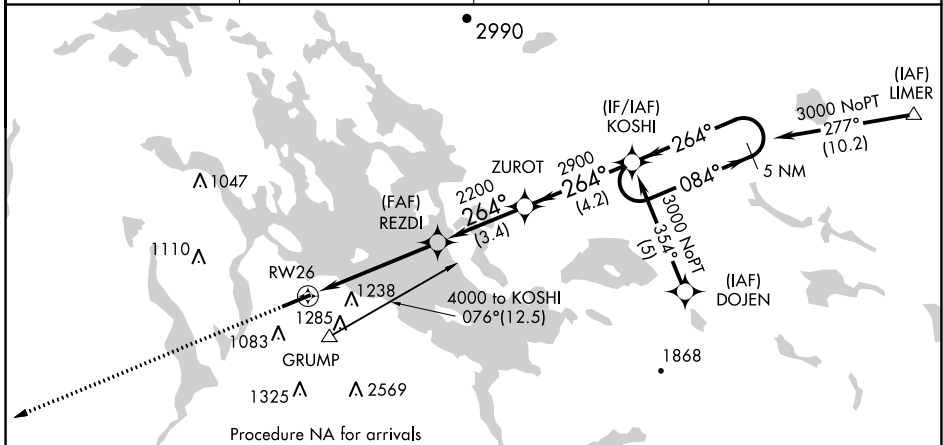 2990
(IAF)
LIMER
3000 NoPT
277°
(10.2)
(IF/IAF)
KOSHI
264°
084°
5 NM
ZUROT
2900
264°
(4.2)
(FAF)
REZDI
2200
264°
(3.4)
3000 NoPT
354°
(5)
(IAF)
DOJEN
1047
1110
RW26
1238
1285
4000 to KOSHI
076°(12.5)
1083
GRUMP
1868
1325
2569
Procedure NA for arrivals